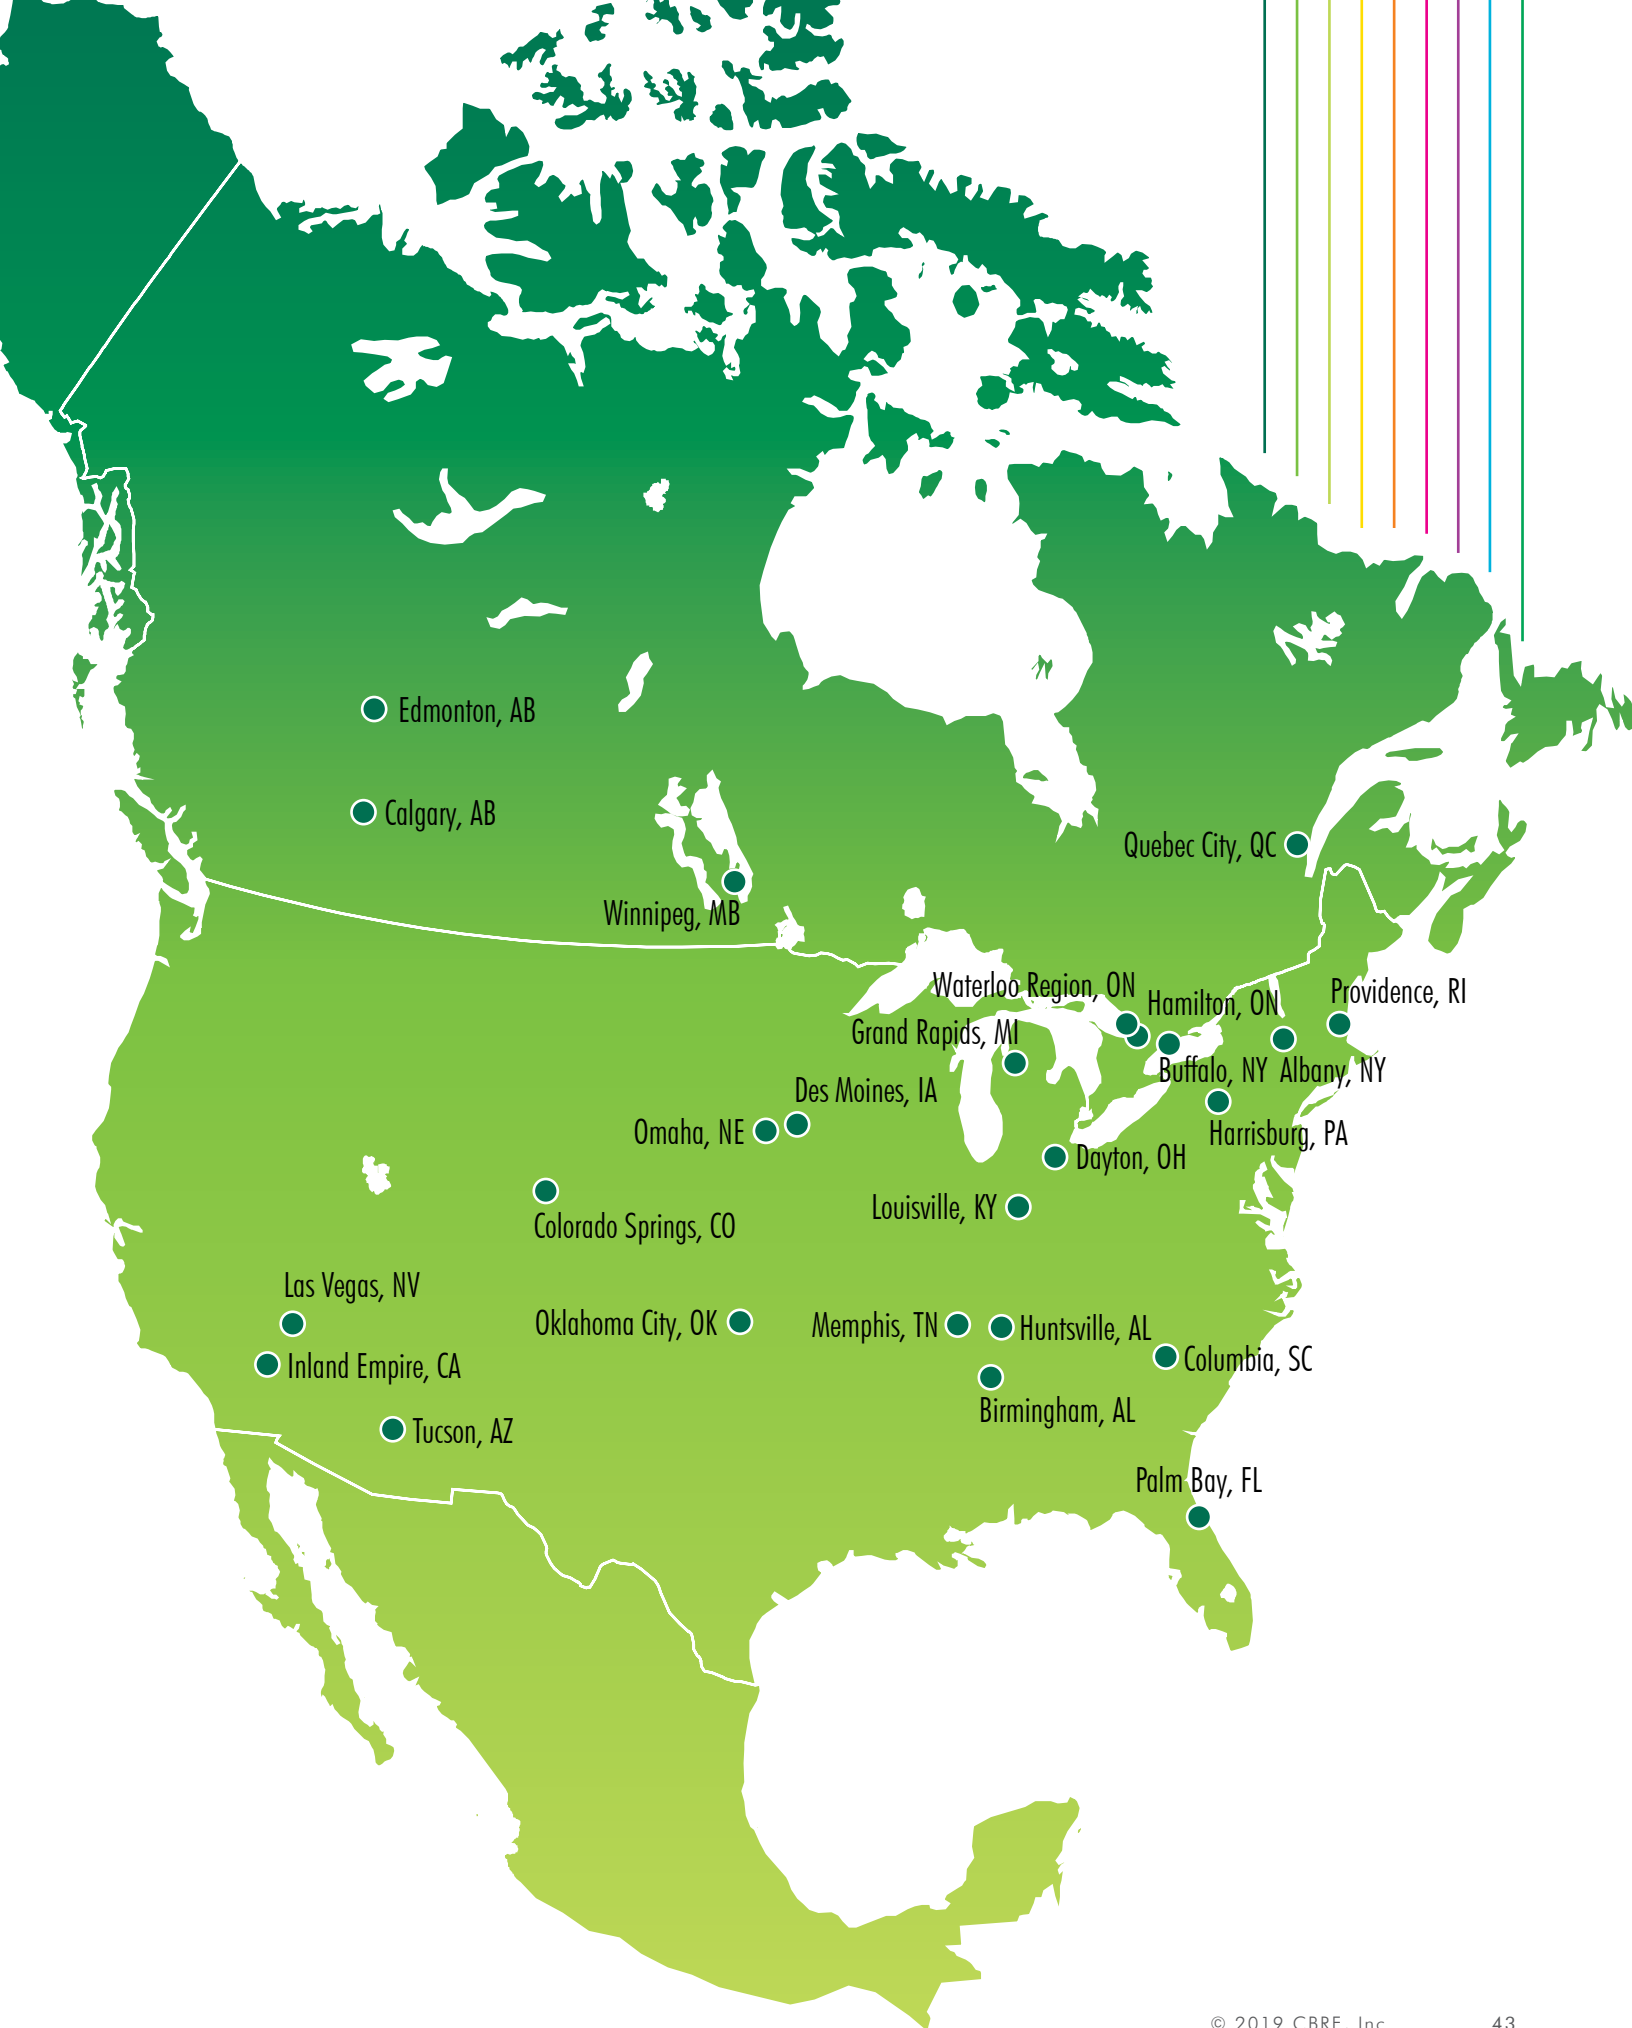 Edmonton, AB
Calgary, AB
Quebec City, QC
Winnipeg, MB
Waterloo Region, ON
Hamilton, ON
Providence, RI
Grand Rapids, MI
Buffalo, NY
Albany, NY
Des Moines, IA
Omaha, NE
Harrisburg, PA
Dayton, OH
Louisville, KY
Colorado Springs, CO
Las Vegas, NV
Oklahoma City, OK
Memphis, TN
Huntsville, AL
Inland Empire, CA
Columbia, SC
Birmingham, AL
Tucson, AZ
Palm Bay, FL
© 2019 CBRE, Inc
43